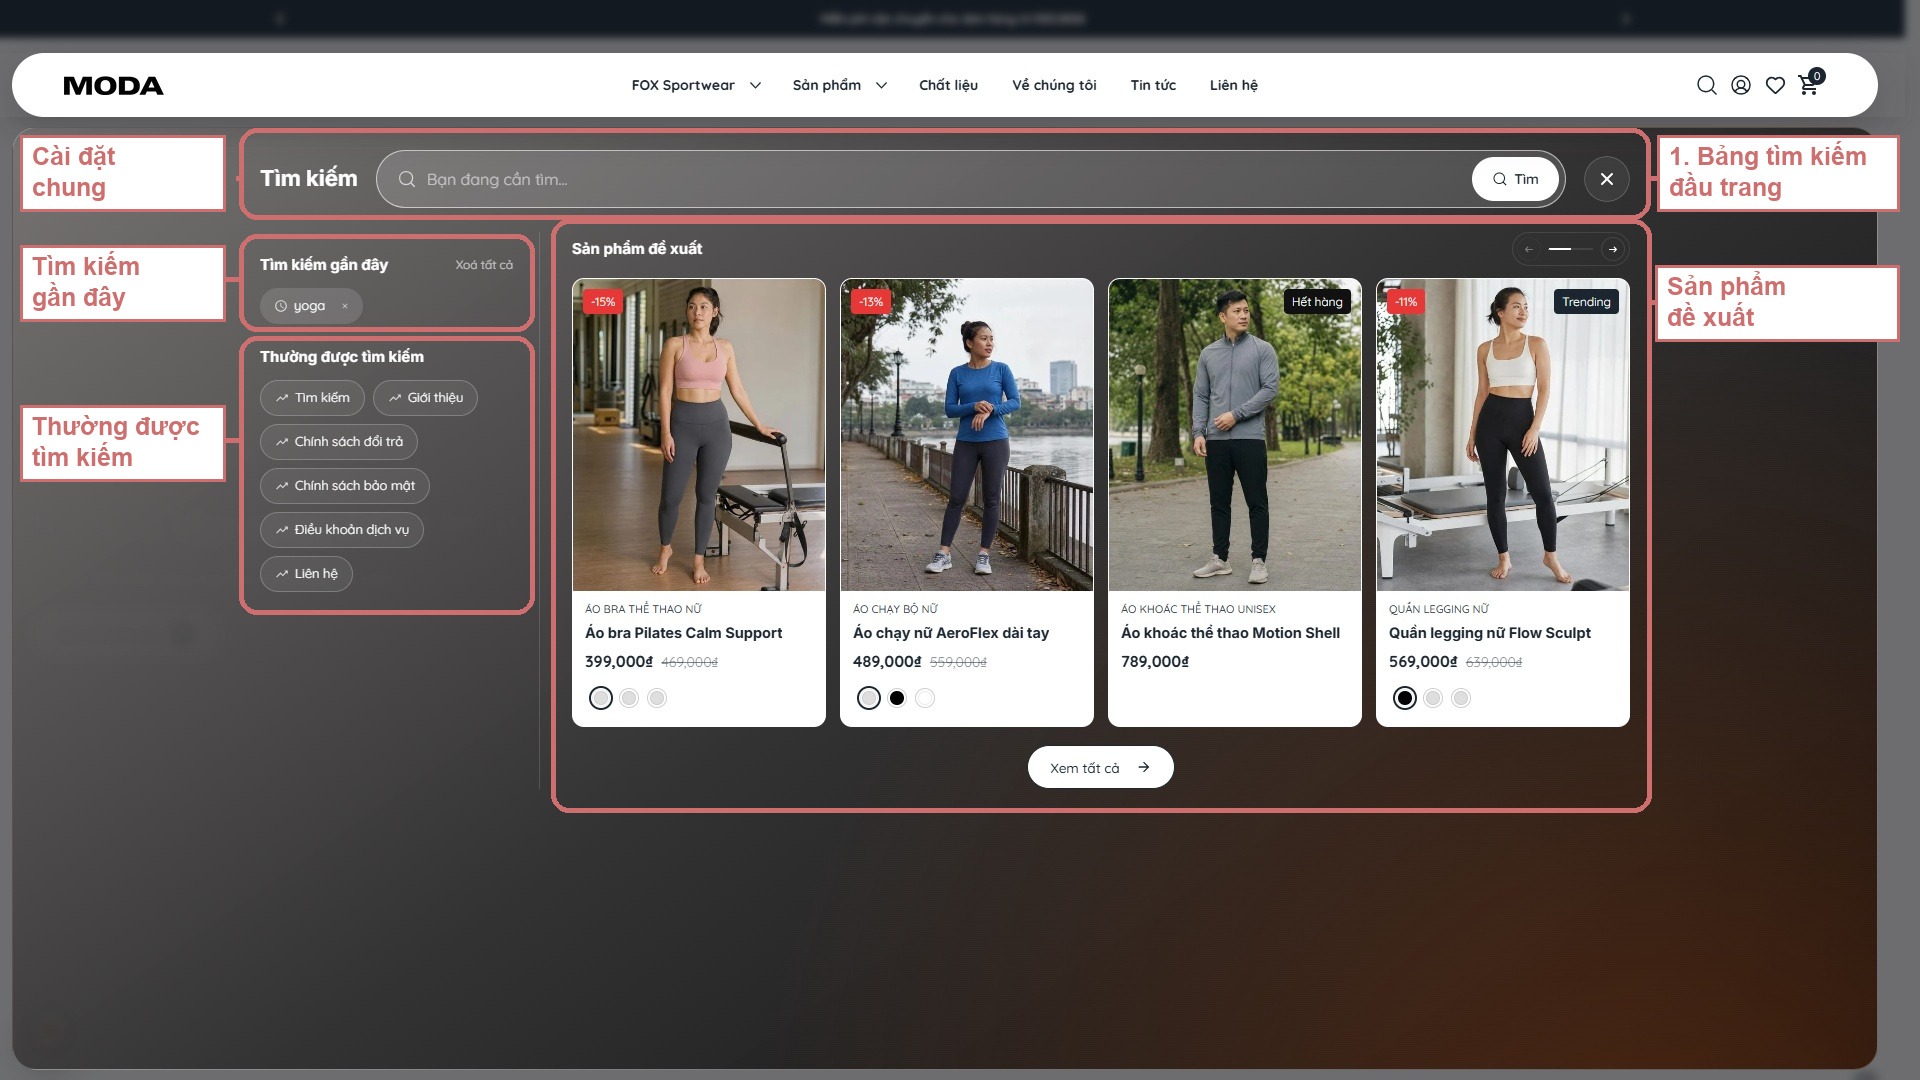 MODA
FOX Sportwear
Sản phẩm
Chất liệu
Về chúng tôi
Tin tức
Liên hệ
0
Cài đặt
chung
Tìm kiếm
Bạn đang cần tìm...
Tìm
1. Bảng tìm kiếm
đầu trang
Tìm kiếm
gần đây
Tìm kiếm gần đây
Xoá tất cả
yoga
Thường được
tìm kiếm
Thường được tìm kiếm
Tìm kiếm
Giới thiệu
Chính sách đổi trả
Chính sách bảo mật
Điều khoản dịch vụ
Liên hệ
Sản phẩm đề xuất
Sản phẩm
đề xuất
-15%
-13%
Hết hàng
-11%
Trending
ÁO BRA THỂ THAO NỮ
Áo bra Pilates Calm Support
399,000₫ 469,000₫
ÁO CHẠY BỘ NỮ
Áo chạy nữ AeroFlex dài tay
489,000₫ 559,000₫
ÁO KHOÁC THỂ THAO UNISEX
Áo khoác thể thao Motion Shell
789,000₫
QUẦN LEGGING NỮ
Quần legging nữ Flow Sculpt
569,000₫ 639,000₫
Xem tất cả